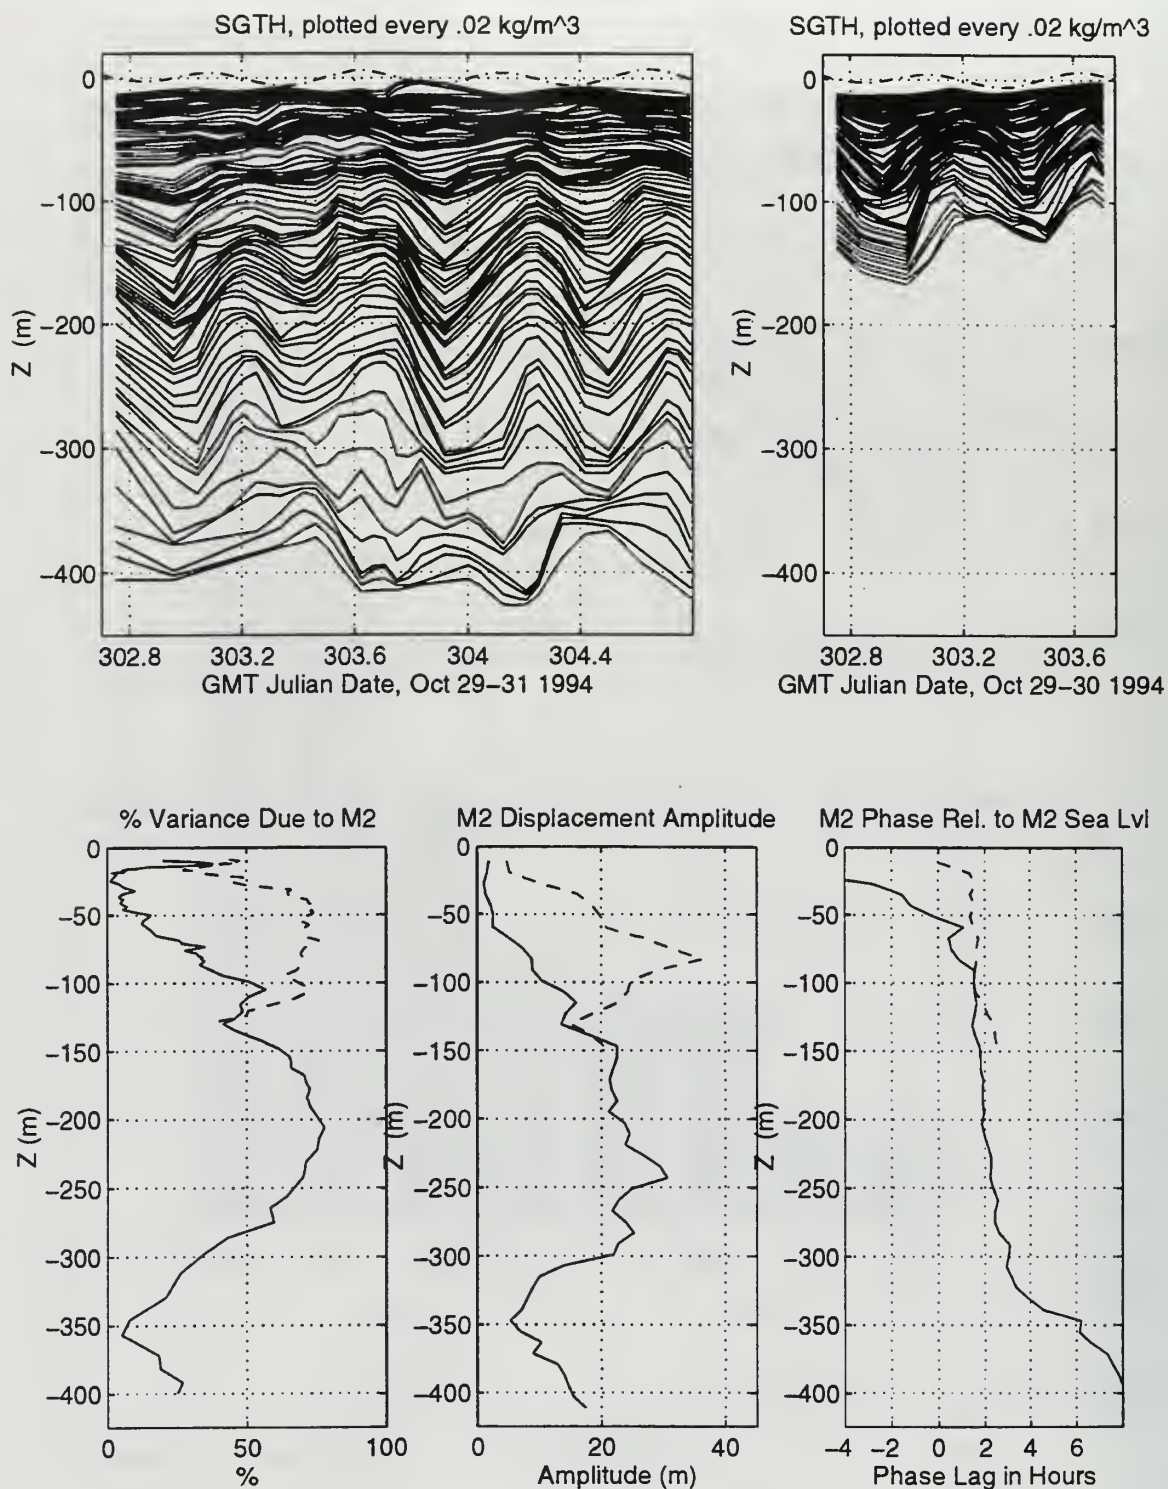 SGTH, plotted every .02 kg/m^3
0
−100
−200
−300
−400
Z (m)
302.8 303.2 303.6 304 304.4
GMT Julian Date, Oct 29−31 1994
SGTH, plotted every .02 kg/m^3
0
−100
−200
−300
−400
Z (m)
302.8 303.2 303.6
GMT Julian Date, Oct 29−30 1994
% Variance Due to M2
0
−50
−100
−150
−200
−250
−300
−350
−400
Z (m)
0 50 100
%
M2 Displacement Amplitude
0
−50
−100
−150
−200
−250
−300
−350
−400
Z (m)
0 20 40
Amplitude (m)
M2 Phase Rel. to M2 Sea Lvl
0
−50
−100
−150
−200
−250
−300
−350
−400
Z (m)
−4 −2 0 2 4 6
Phase Lag in Hours